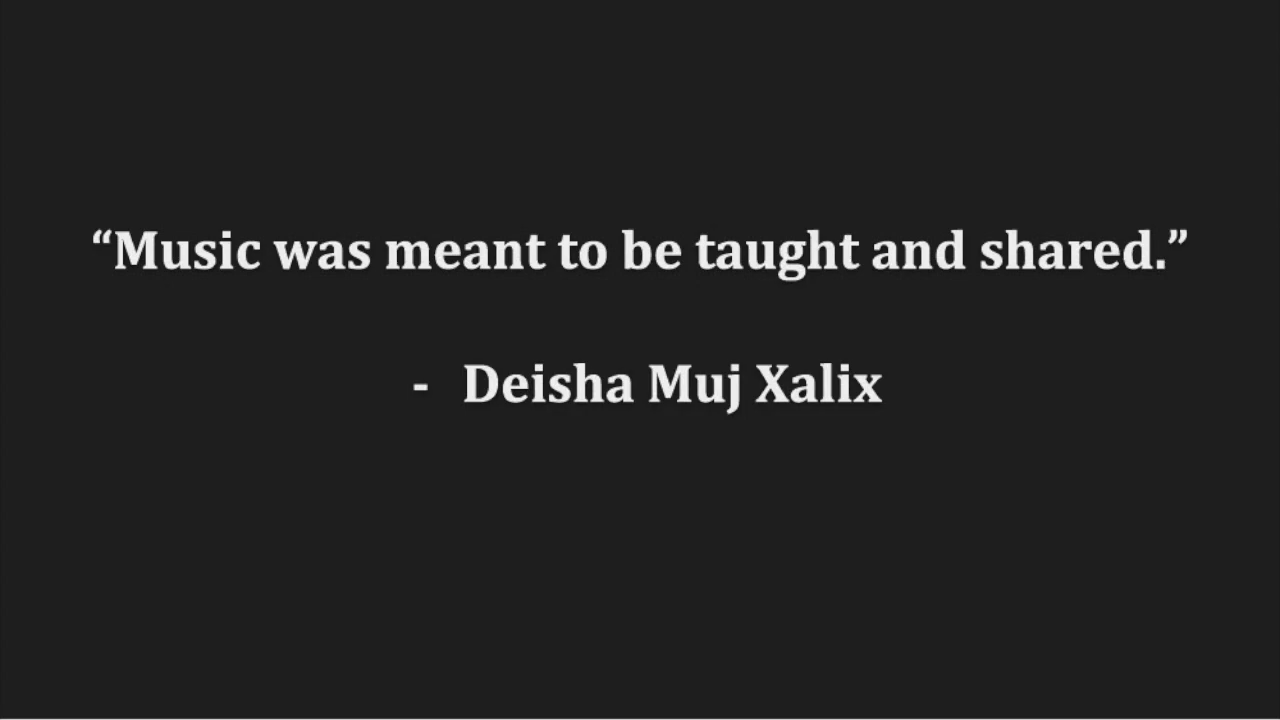 “Music was meant to be taught and shared.”
- Deisha Muj Xalix